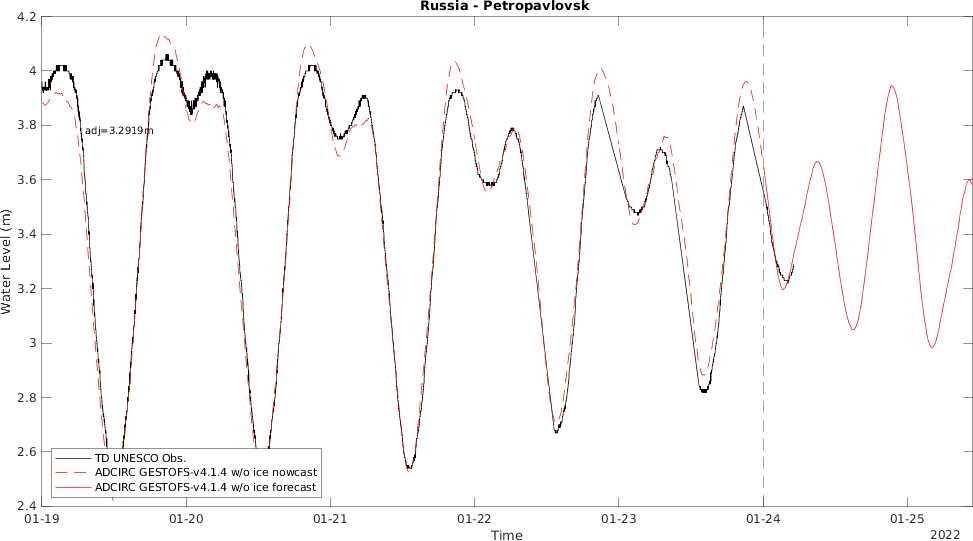 Russia - Petropavlovsk
4.2
4
3.8
3.6
3.4
3.2
3
2.8
2.6
2.4
Water Level (m)
adj=3.2919m
TD UNESCO Obs.
ADCIRC GESTOFS-v4.1.4 w/o ice nowcast
ADCIRC GESTOFS-v4.1.4 w/o ice forecast
01-19
01-20
01-21
01-22
01-23
01-24
01-25
Time
2022